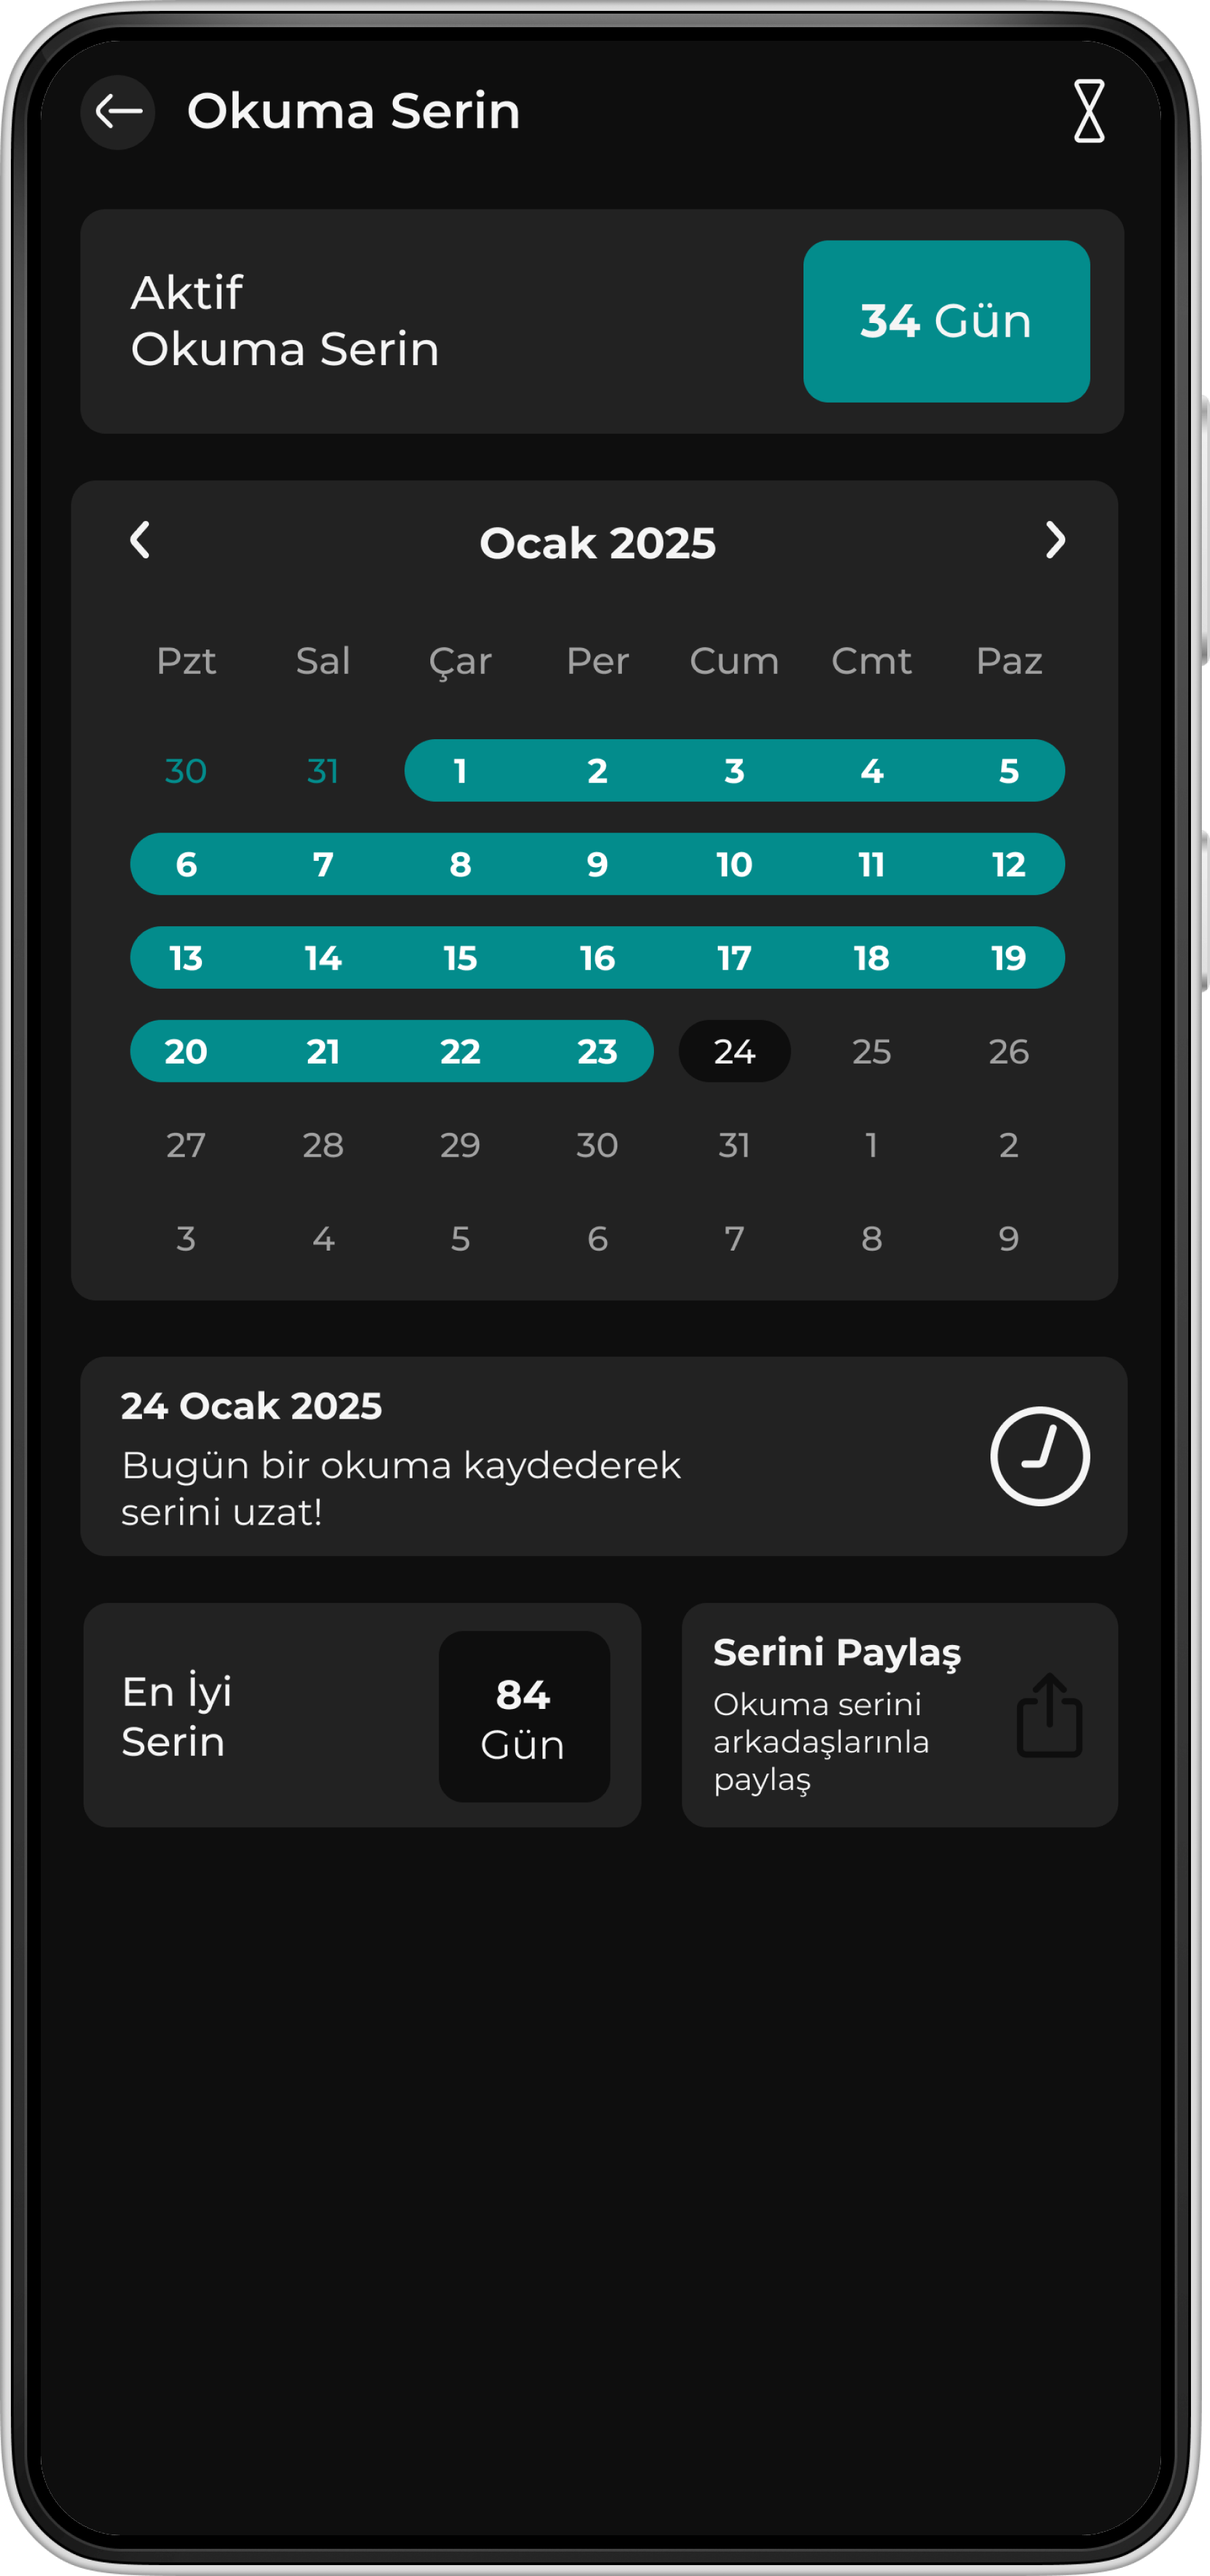 Okuma Serin
Aktif
Okuma Serin
34 Gün
Ocak 2025
Pzt Sal Çar Per Cum Cmt Paz
30 31 1 2 3 4 5
6 7 8 9 10 11 12
13 14 15 16 17 18 19
20 21 22 23 24 25 26
27 28 29 30 31 1 2
3 4 5 6 7 8 9
24 Ocak 2025
Bugün bir okuma kaydederek
serini uzat!
En İyi
Serin
84
Gün
Serini Paylaş
Okuma serini
arkadaşlarınla
paylaş